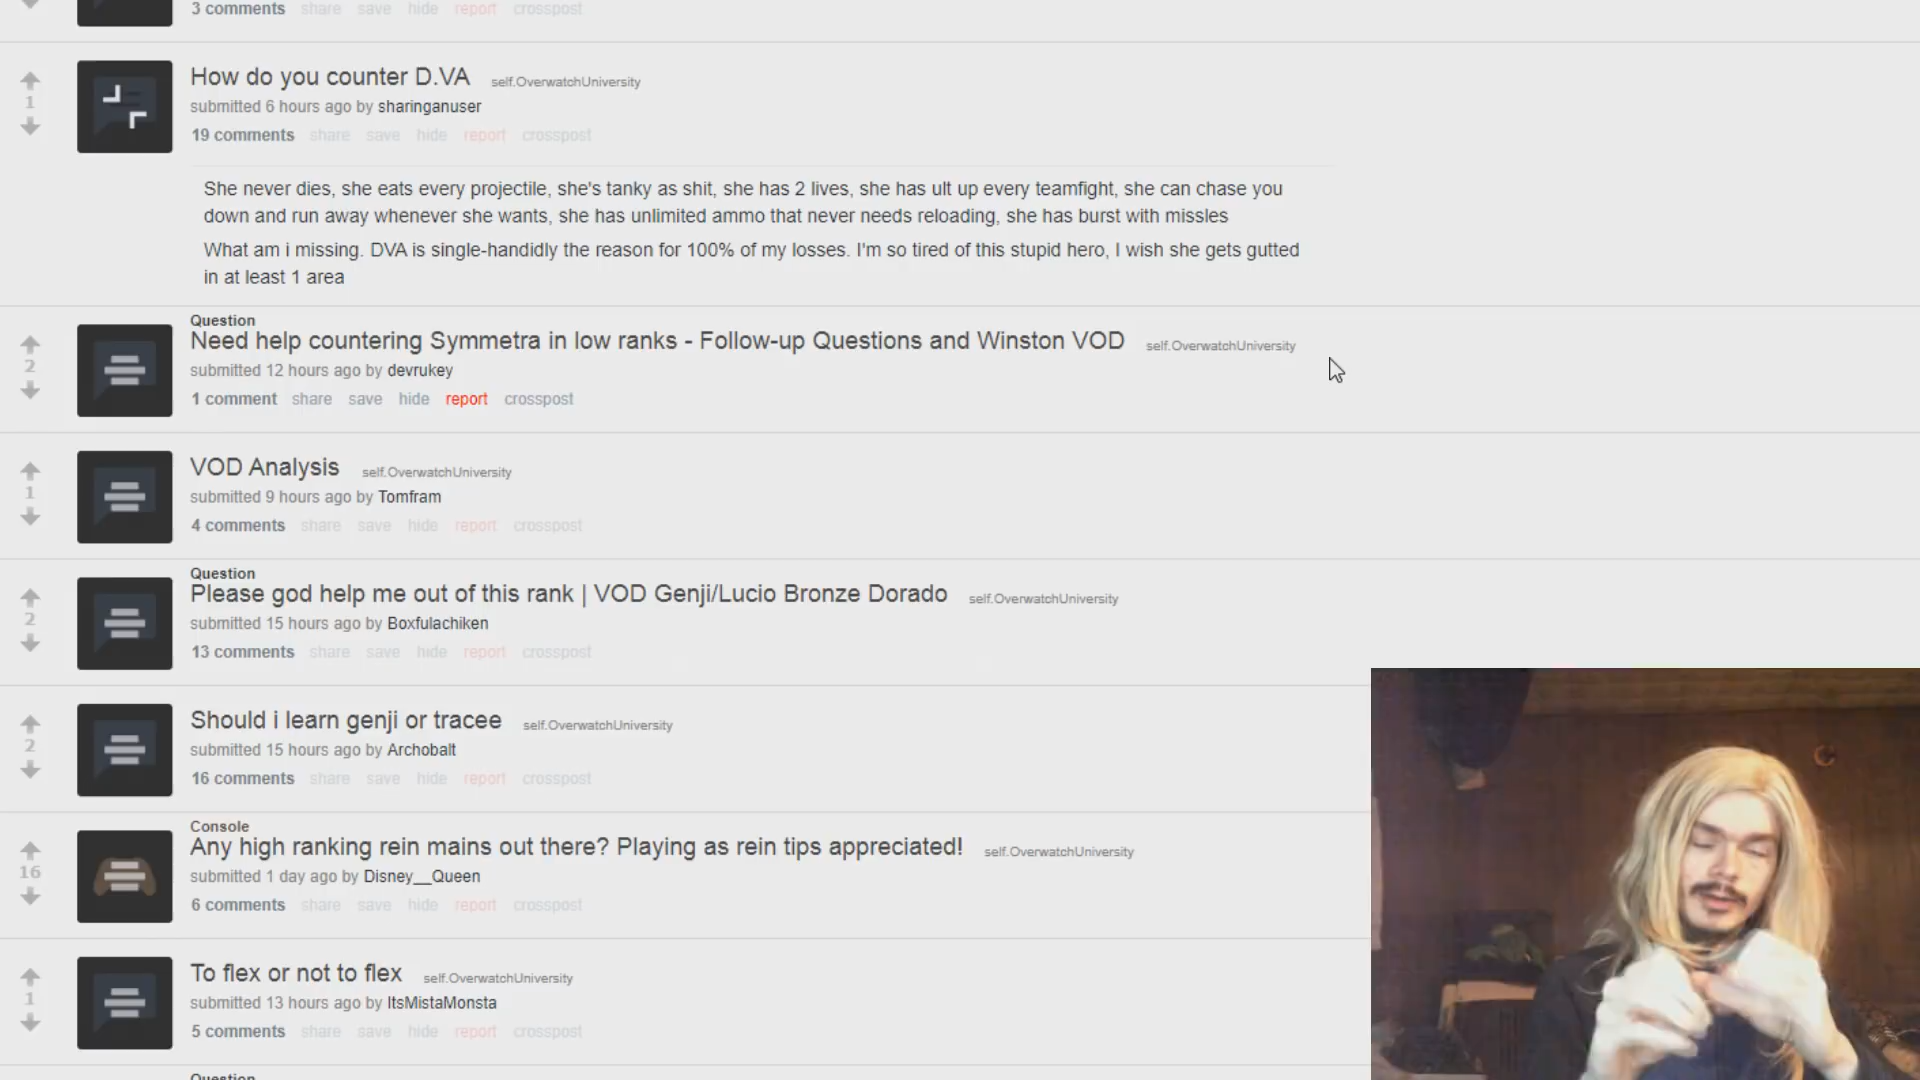 3 comments share save hide report crosspost
How do you counter D.VA self.OverwatchUniversity
1
submitted 6 hours ago by sharinganuser
19 comments share save hide report crosspost
She never dies, she eats every projectile, she's tanky as shit, she has 2 lives, she has ult up every teamfight, she can chase you
down and run away whenever she wants, she has unlimited ammo that never needs reloading, she has burst with missles
What am i missing. DVA is single-handidly the reason for 100% of my losses. I'm so tired of this stupid hero, I wish she gets gutted
in at least 1 area
Question
Need help countering Symmetra in low ranks - Follow-up Questions and Winston VOD self.OverwatchUniversity
2
submitted 12 hours ago by devrukey
1 comment share save hide report crosspost
VOD Analysis self.OverwatchUniversity
1
submitted 9 hours ago by Tomfram
4 comments share save hide report crosspost
Question
Please god help me out of this rank | VOD Genji/Lucio Bronze Dorado self.OverwatchUniversity
2
submitted 15 hours ago by Boxfulachiken
13 comments share save hide report crosspost
Should i learn genji or tracee self.OverwatchUniversity
2
submitted 15 hours ago by Archobalt
16 comments share save hide report crosspost
Console
Any high ranking rein mains out there? Playing as rein tips appreciated! self.OverwatchUniversity
16
submitted 1 day ago by Disney__Queen
6 comments share save hide report crosspost
To flex or not to flex self.OverwatchUniversity
1
submitted 13 hours ago by ItsMistaMonsta
5 comments share save hide report crosspost
Question